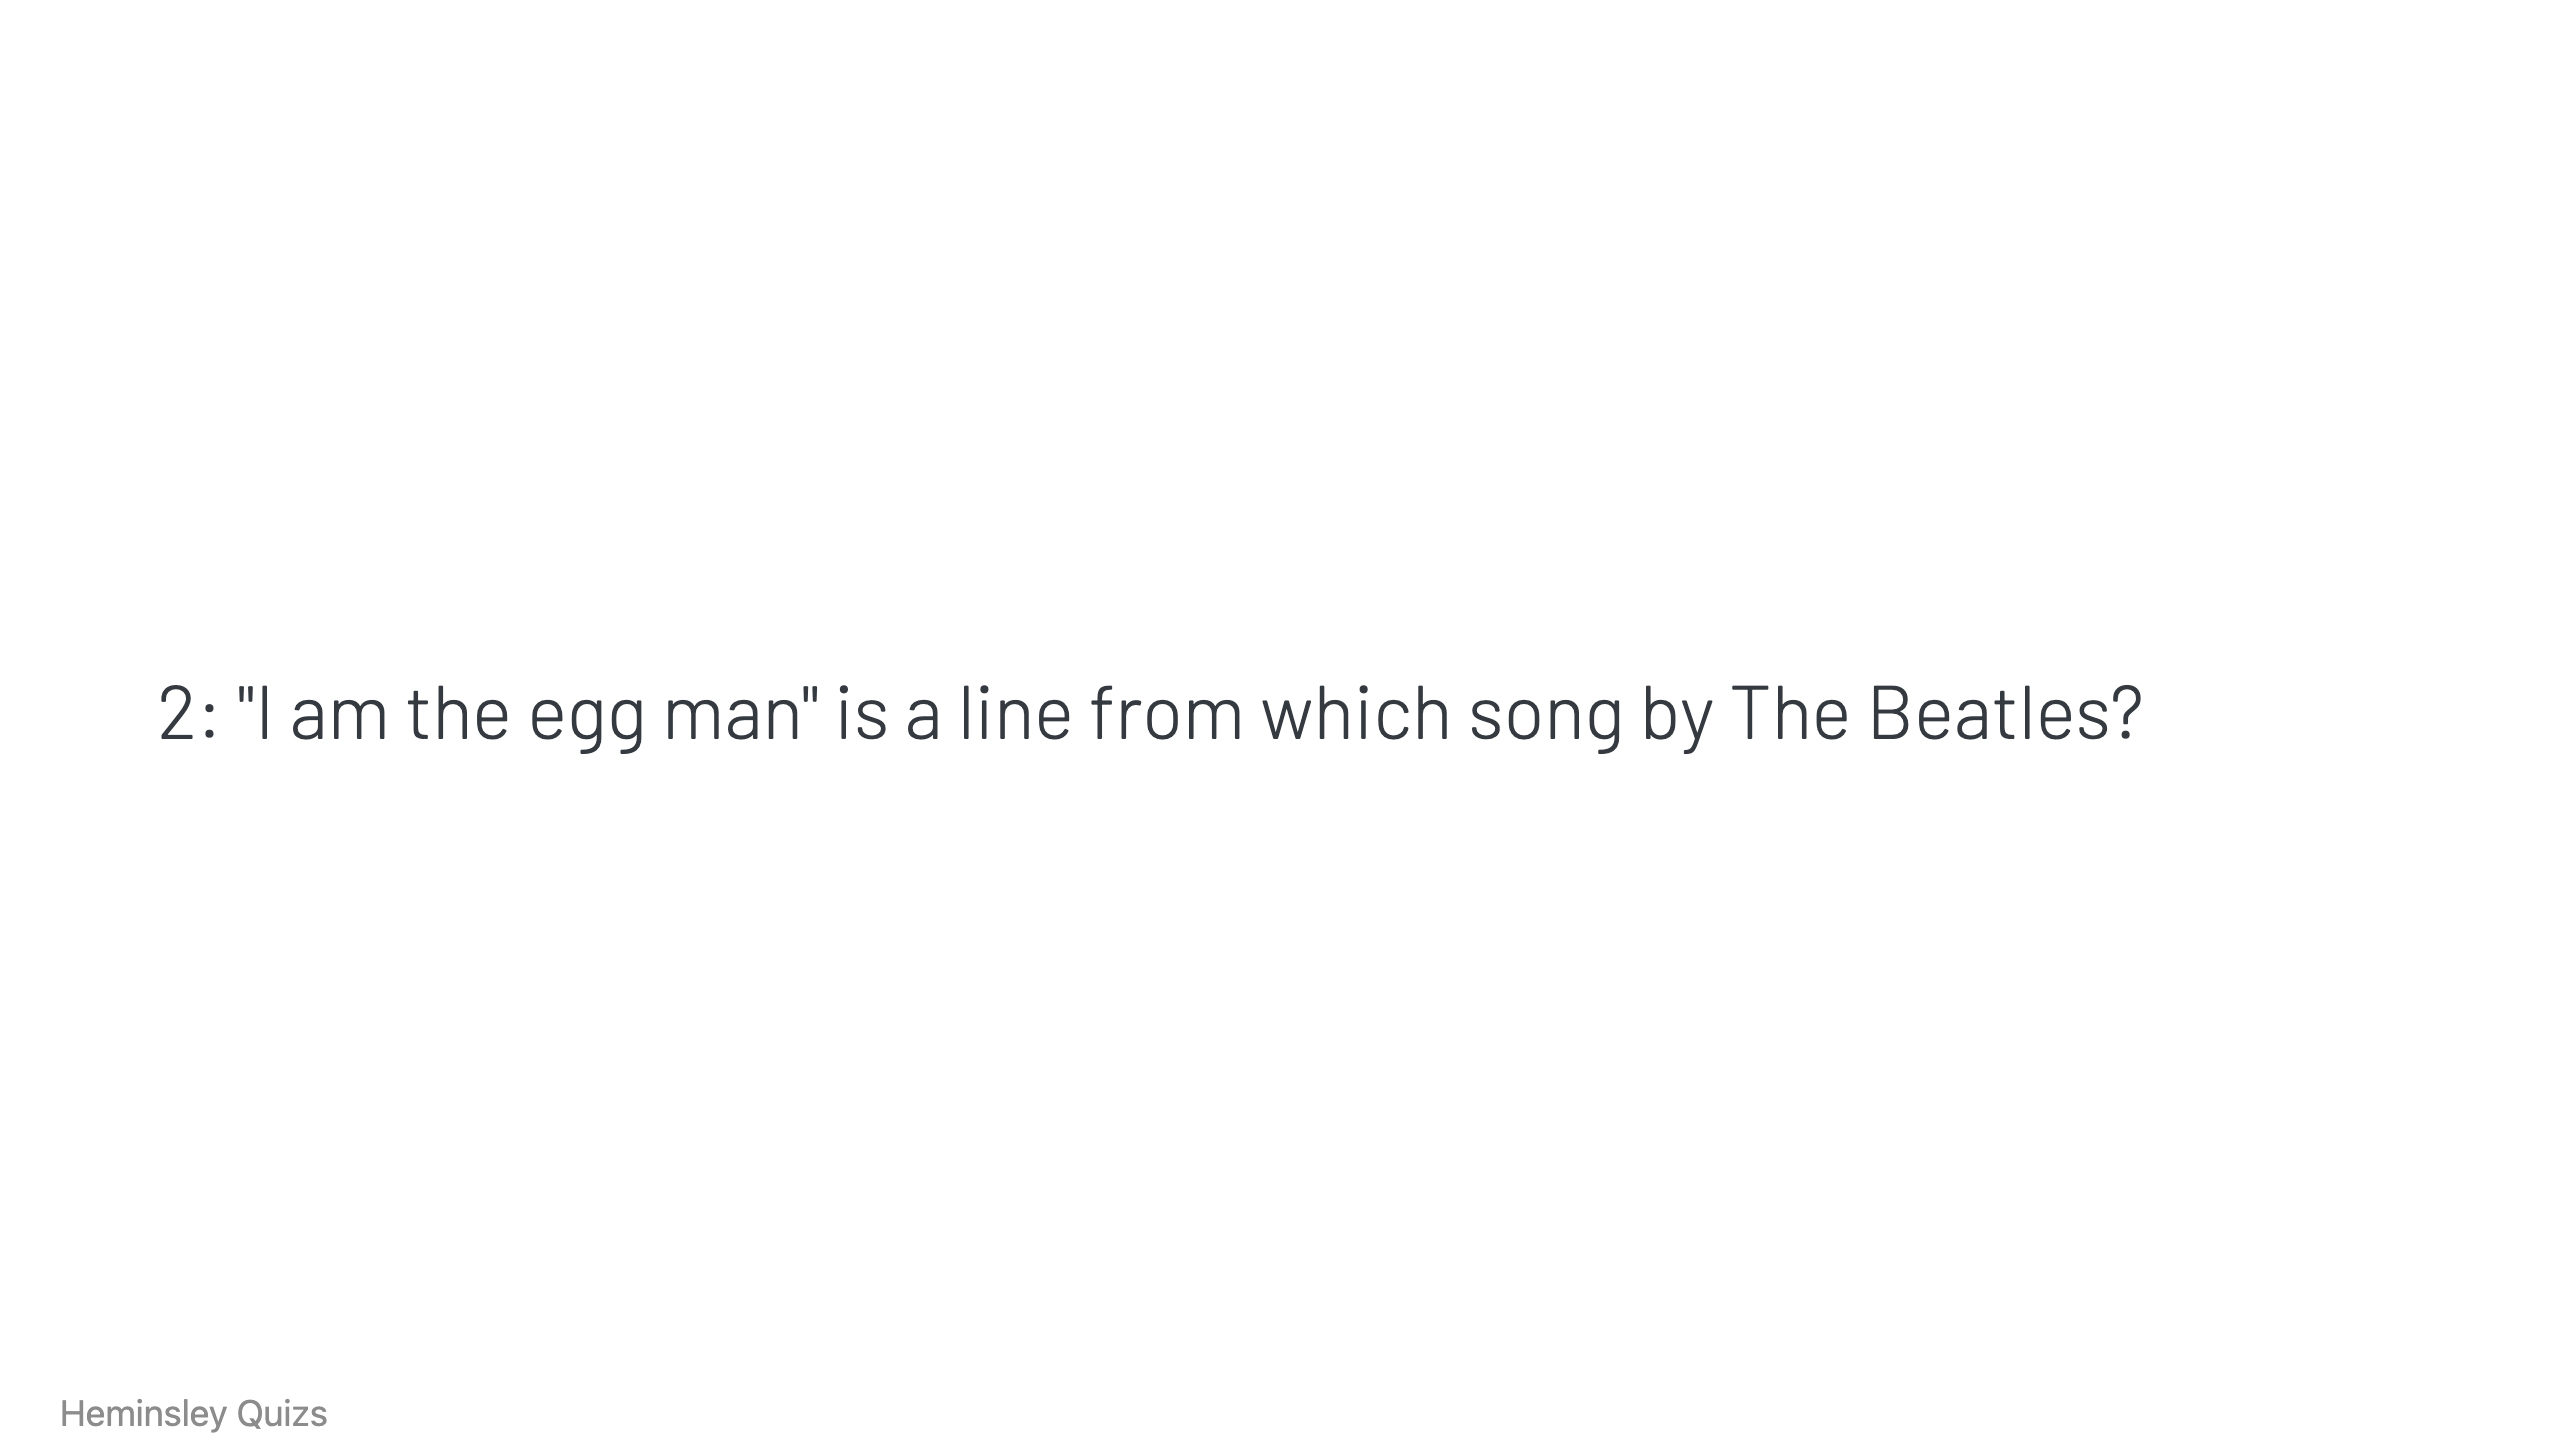 2: "I am the egg man" is a line from which song by The Beatles?
Heminsley Quizs